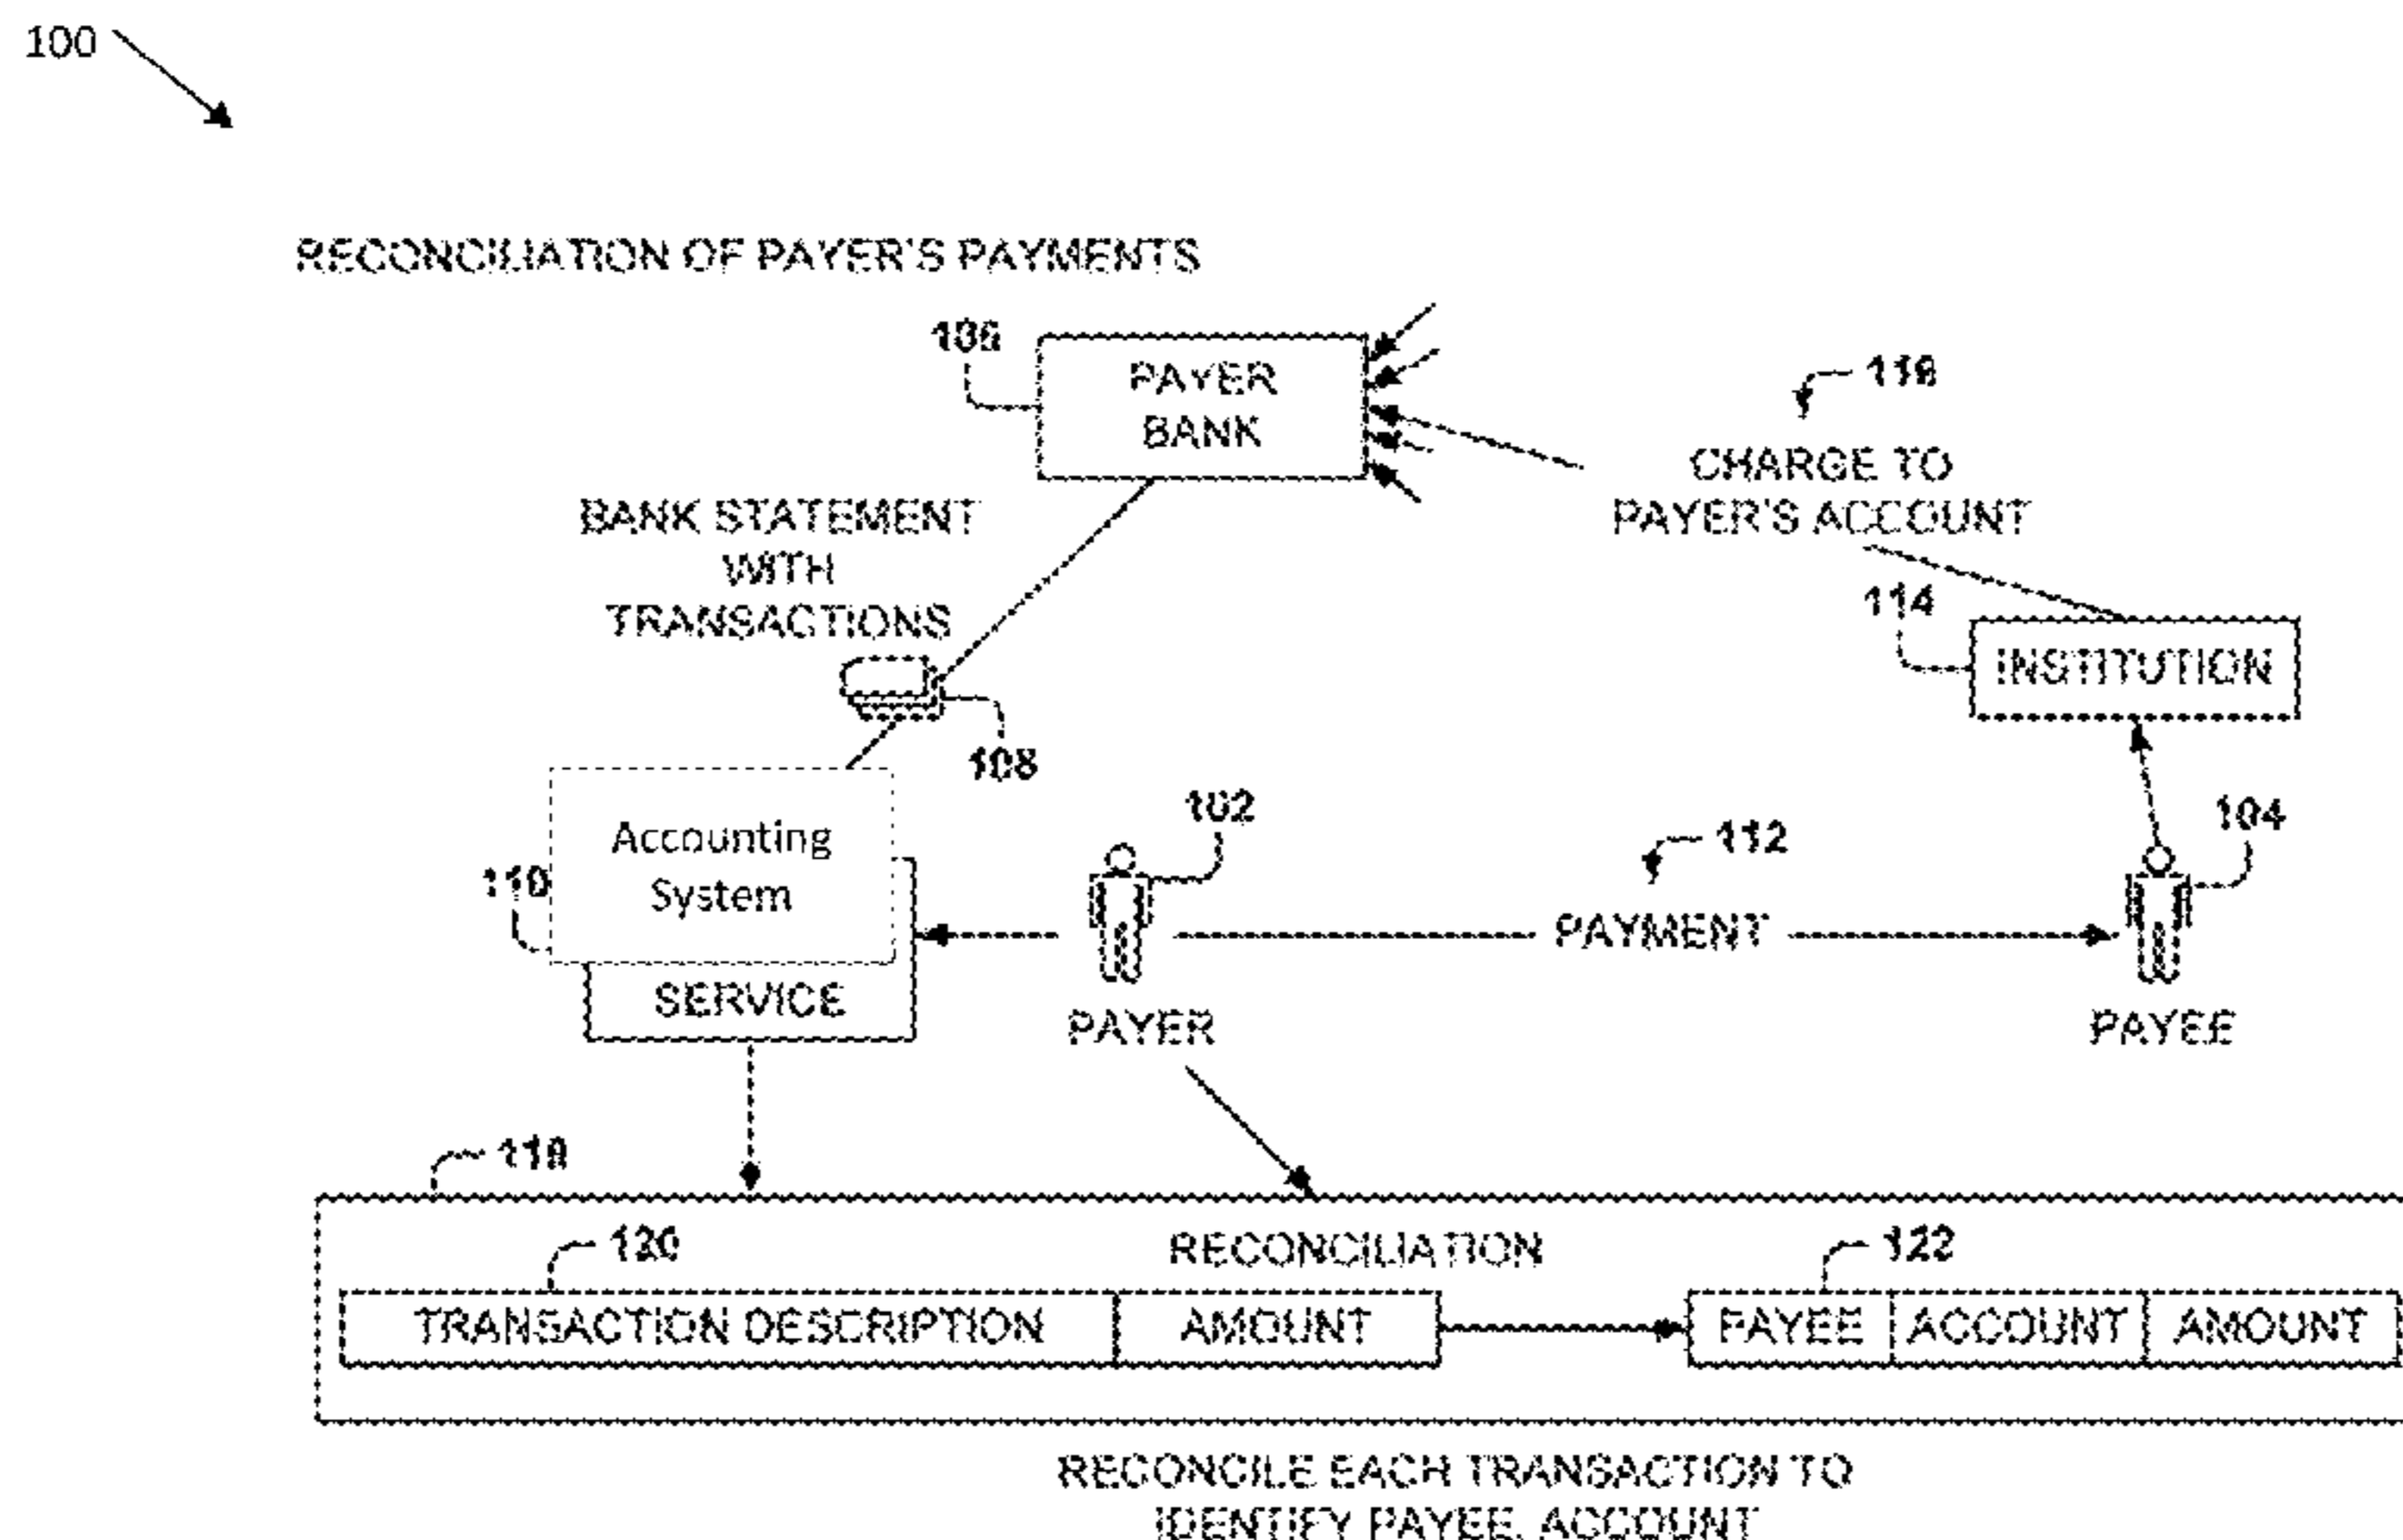 100
RECONCILIATION OF PAYER'S PAYMENTS
106
PAYER
BANK
116
CHARGE TO
PAYER'S ACCOUNT
BANK STATEMENT
WITH
TRANSACTIONS
114
INSTITUTION
108
102
112
104
Accounting
System
110
SERVICE
PAYMENT
PAYER
PAYEE
118
RECONCILIATION
120
122
TRANSACTION DESCRIPTION
AMOUNT
PAYEE
ACCOUNT
AMOUNT
RECONCILE EACH TRANSACTION TO
IDENTIFY PAYEE, ACCOUNT